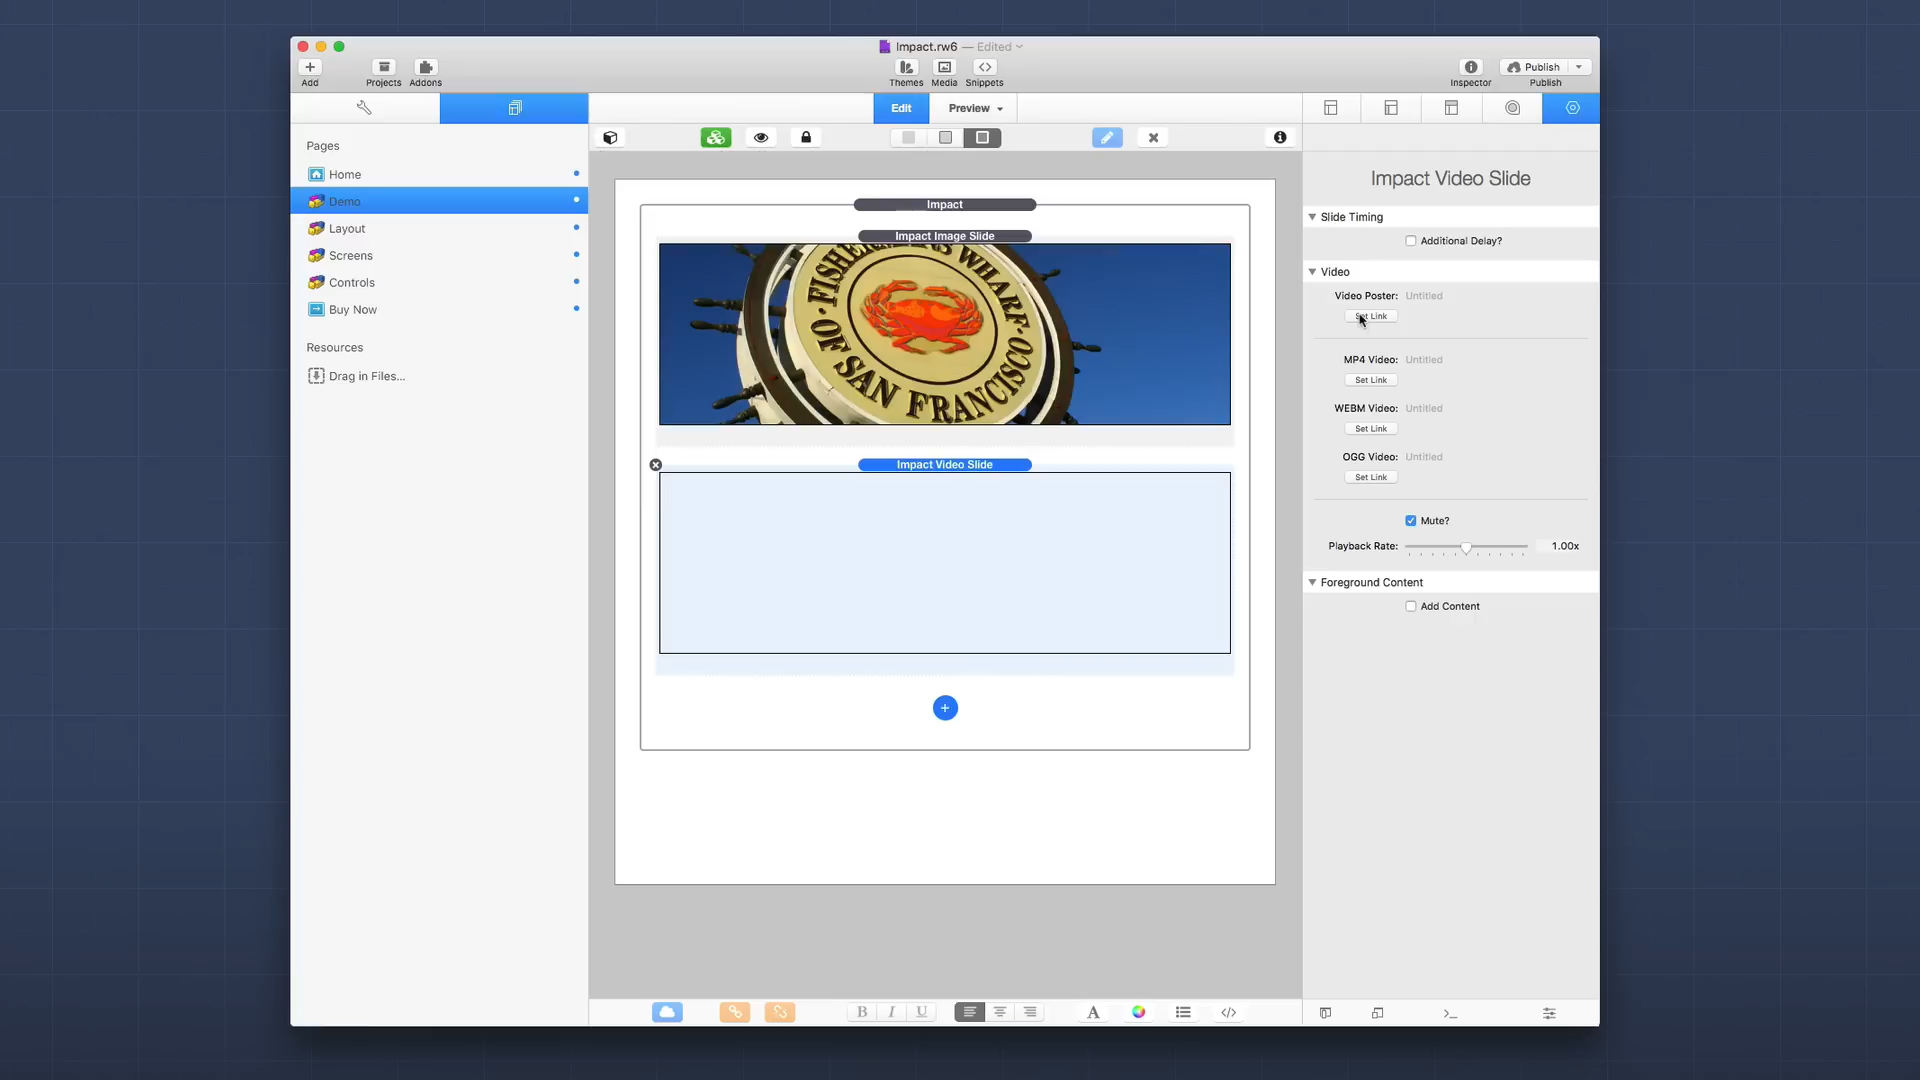 Impact.rw6 — Edited
Add
Projects
Addons
Themes
Media
Snippets
Inspector
Publish
Publish
Edit
Preview
Pages
Home
Demo
Layout
Screens
Controls
Buy Now
Resources
Drag in Files...
Impact
Impact Image Slide
FISHERMAN'S WHARF
OF SAN FRANCISCO
Impact Video Slide
B I U
A
Impact Video Slide
Slide Timing
Additional Delay?
Video
Video Poster: Untitled
Set Link
MP4 Video: Untitled
Set Link
WEBM Video: Untitled
Set Link
OGG Video: Untitled
Set Link
Mute?
Playback Rate: 1.00x
Foreground Content
Add Content